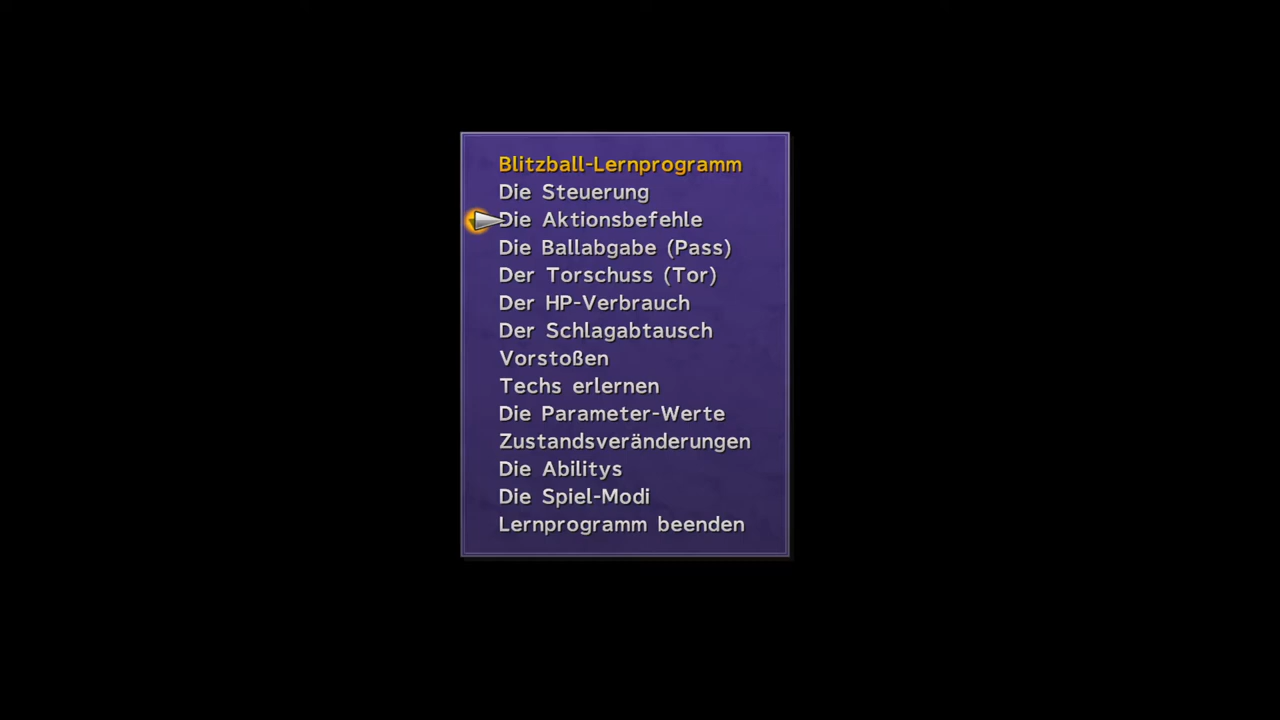 Blitzball-Lernprogramm
Die Steuerung
Die Aktionsbefehle
Die Ballabgabe (Pass)
Der Torschuss (Tor)
Der HP-Verbrauch
Der Schlagabtausch
Vorstoßen
Techs erlernen
Die Parameter-Werte
Zustandsveränderungen
Die Abilitys
Die Spiel-Modi
Lernprogramm beenden